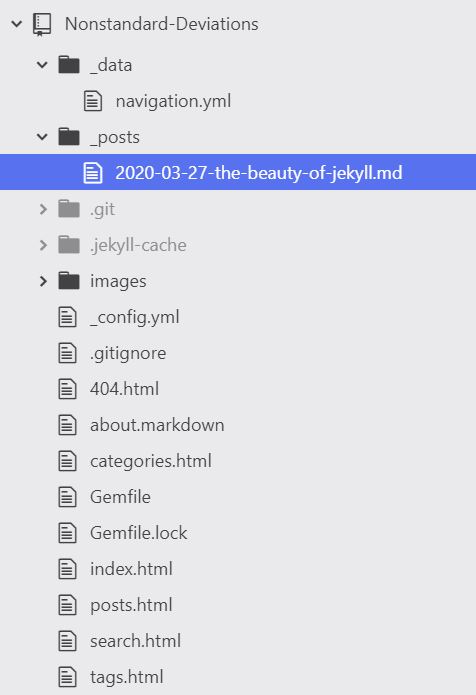 Nonstandard-Deviations
_data
navigation.yml
_posts
2020-03-27-the-beauty-of-jekyll.md
.git
.jekyll-cache
images
_config.yml
.gitignore
404.html
about.markdown
categories.html
Gemfile
Gemfile.lock
index.html
posts.html
search.html
tags.html